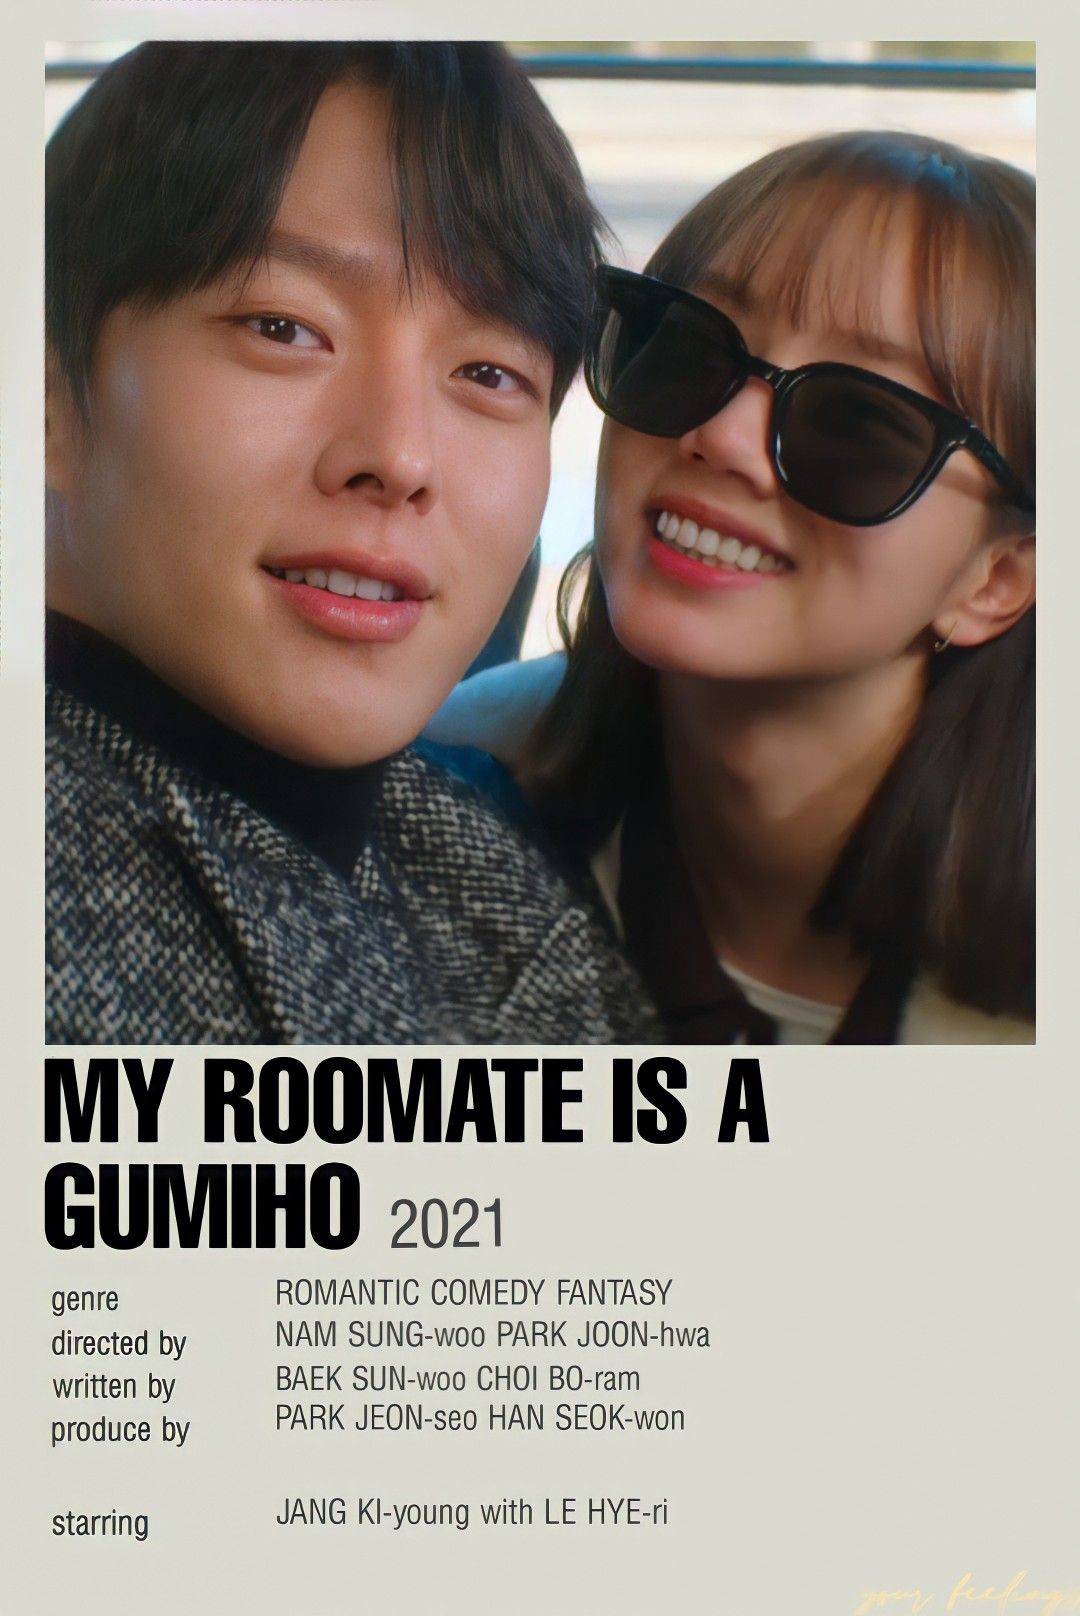 MY ROOMATE IS A
GUMIHO 2021
genre ROMANTIC COMEDY FANTASY
directed by NAM SUNG-woo PARK JOON-hwa
written by BAEK SUN-woo CHOI BO-ram
produce by PARK JEON-seo HAN SEOK-won
starring JANG KI-young with LE HYE-ri
your feelings